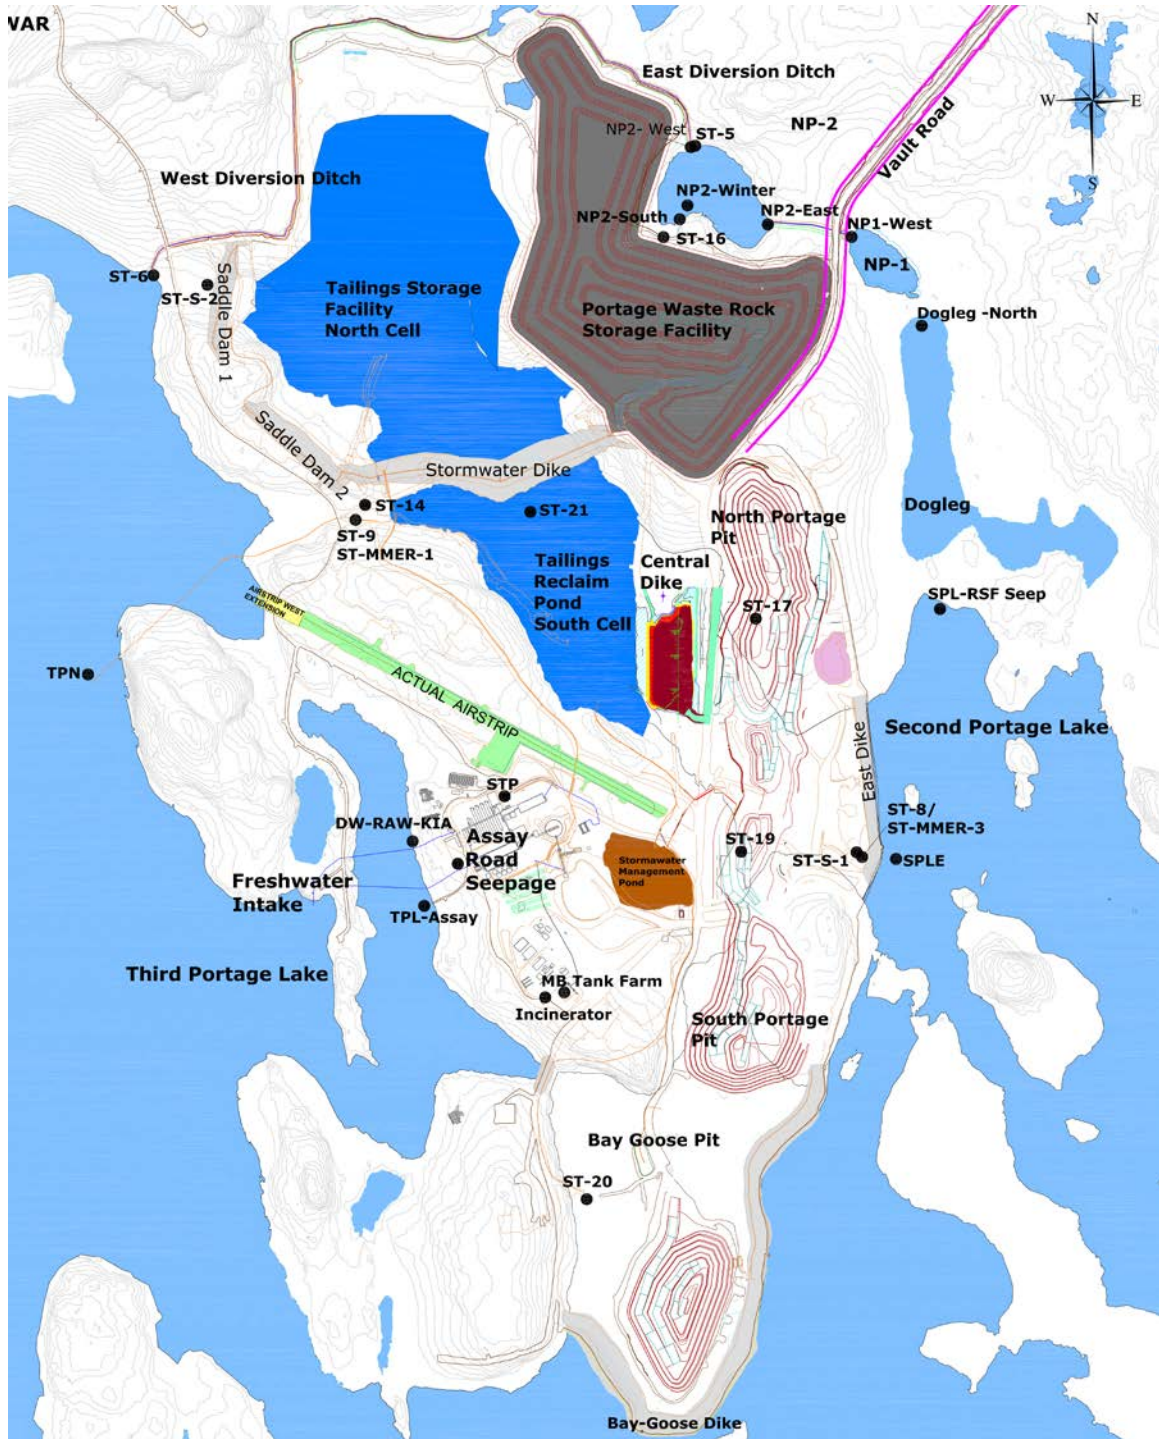 WAR
N
W E
S
East Diversion Ditch
NP-2
Vault Road
NP2- West
ST-5
West Diversion Ditch
NP2-Winter
NP2-South
NP2-East
NP1-West
ST-16
NP-1
ST-6
ST-S-2
Saddle Dam 1
Tailings Storage
Facility
North Cell
Portage Waste Rock
Storage Facility
Dogleg -North
Saddle Dam 2
Stormwater Dike
ST-14
ST-21
ST-9
ST-MMER-1
North Portage
Pit
Dogleg
Tailings
Reclaim
Pond
South Cell
Central
Dike
AIRSTRIP WEST
EXTENSION
ST-17
SPL-RSF Seep
TPN
ACTUAL AIRSTRIP
Second Portage Lake
East Dike
STP
DW-RAW-KIA
Assay
Road
Seepage
Stormawater
Management
Pond
ST-19
ST-8/
ST-MMER-3
ST-S-1
SPLE
Freshwater
Intake
TPL-Assay
Third Portage Lake
MB Tank Farm
Incinerator
South Portage
Pit
Bay Goose Pit
ST-20
Bay-Goose Dike